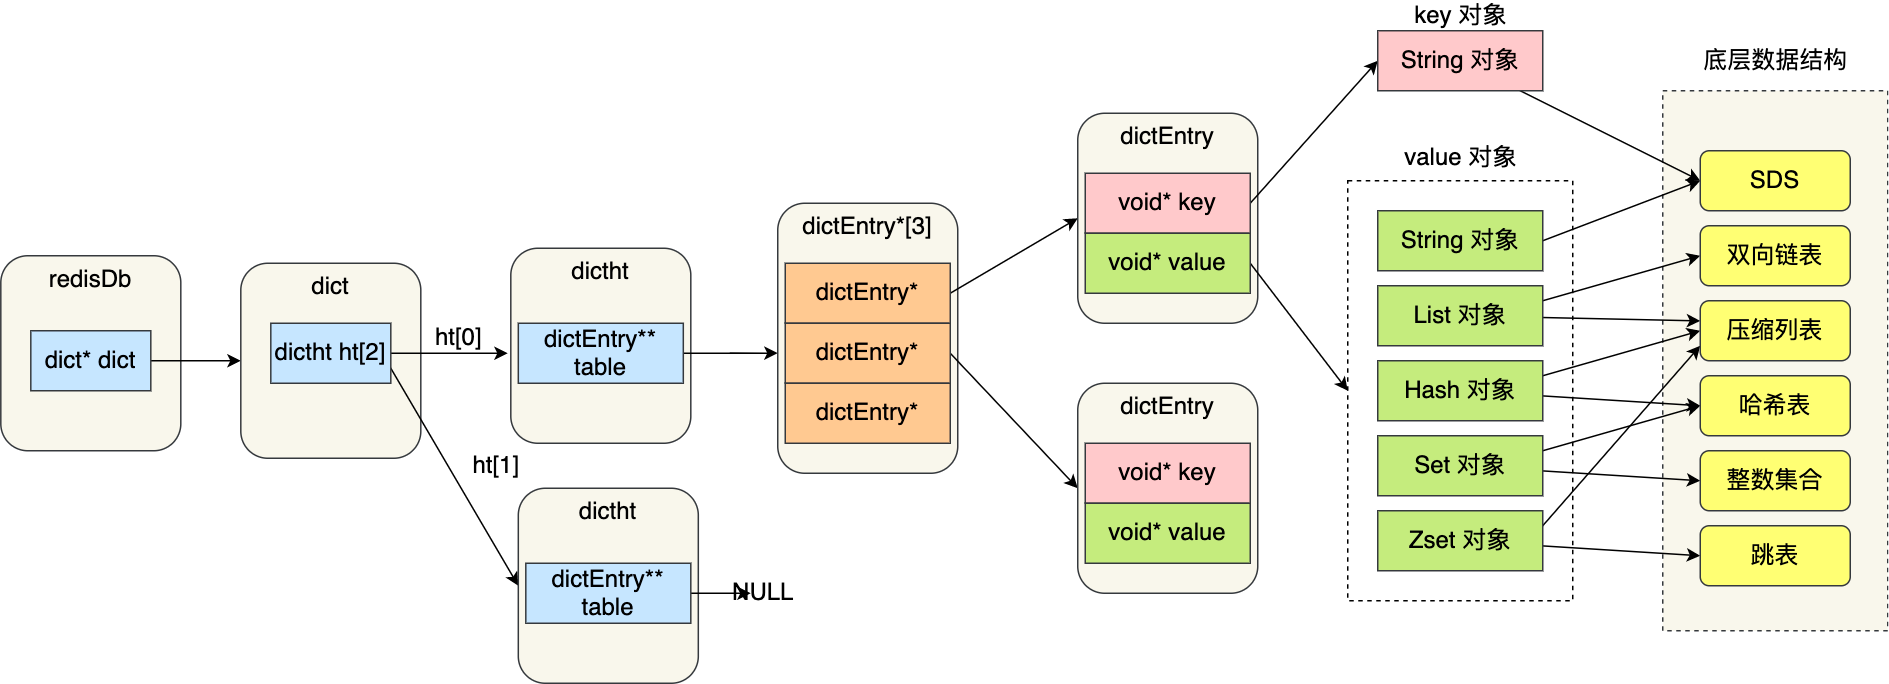 redisDb
dict* dict
dict
dictht ht[2]
ht[0]
ht[1]
dictht
dictEntry**
table
dictht
dictEntry**
table
NULL
dictEntry*[3]
dictEntry*
dictEntry*
dictEntry*
dictEntry
void* key
void* value
dictEntry
void* key
void* value
key 对象
String 对象
value 对象
String 对象
List 对象
Hash 对象
Set 对象
Zset 对象
底层数据结构
SDS
双向链表
压缩列表
哈希表
整数集合
跳表